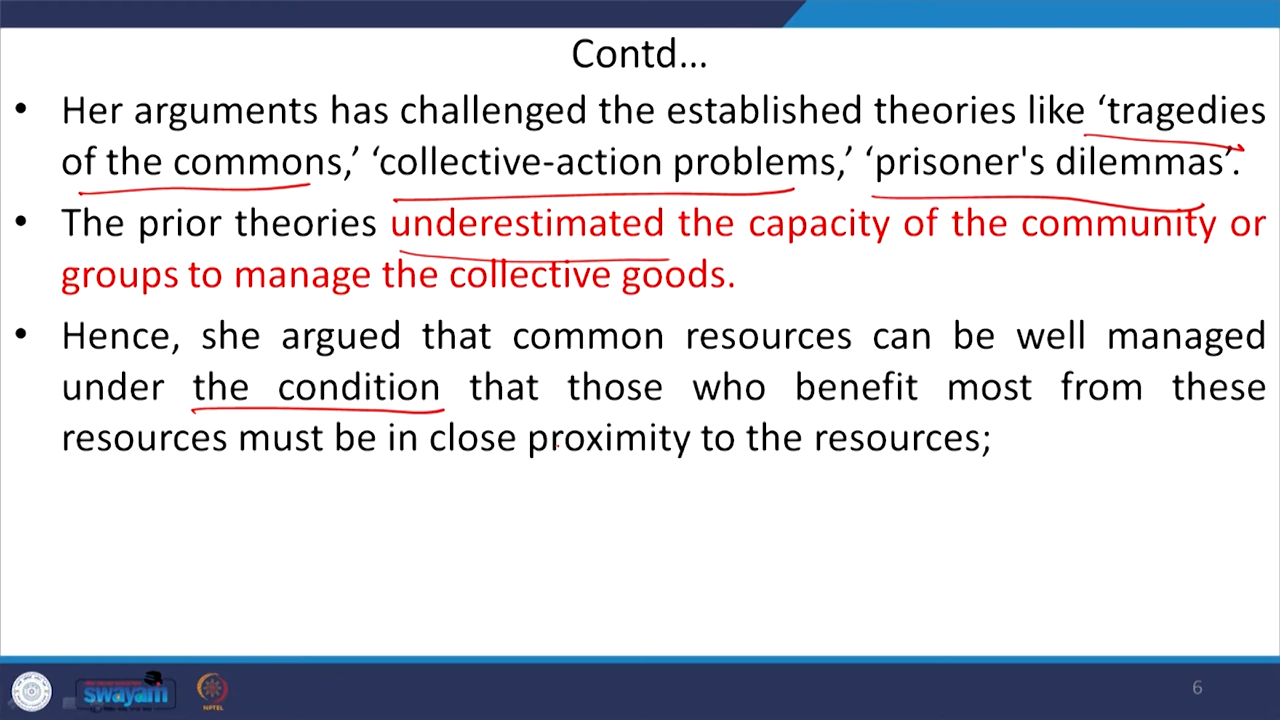 Contd...
• Her arguments has challenged the established theories like ‘tragedies
of the commons,’ ‘collective-action problems,’ ‘prisoner's dilemmas’.
• The prior theories underestimated the capacity of the community or
groups to manage the collective goods.
• Hence, she argued that common resources can be well managed
under the condition that those who benefit most from these
resources must be in close proximity to the resources;
swayam
NPTEL
6